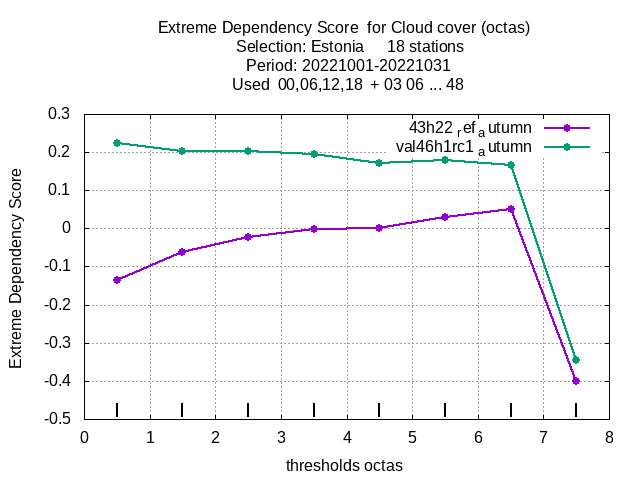 Extreme Dependency Score  for Cloud cover (octas)
Selection: Estonia     18 stations
Period: 20221001-20221031
Used  00,06,12,18  + 03 06 ... 48
43h22 ref a utumn
val46h1rc1 a utumn
0.3
0.2
0.1
0
-0.1
-0.2
-0.3
-0.4
-0.5
Extreme Dependency Score
0 1 2 3 4 5 6 7 8
thresholds octas